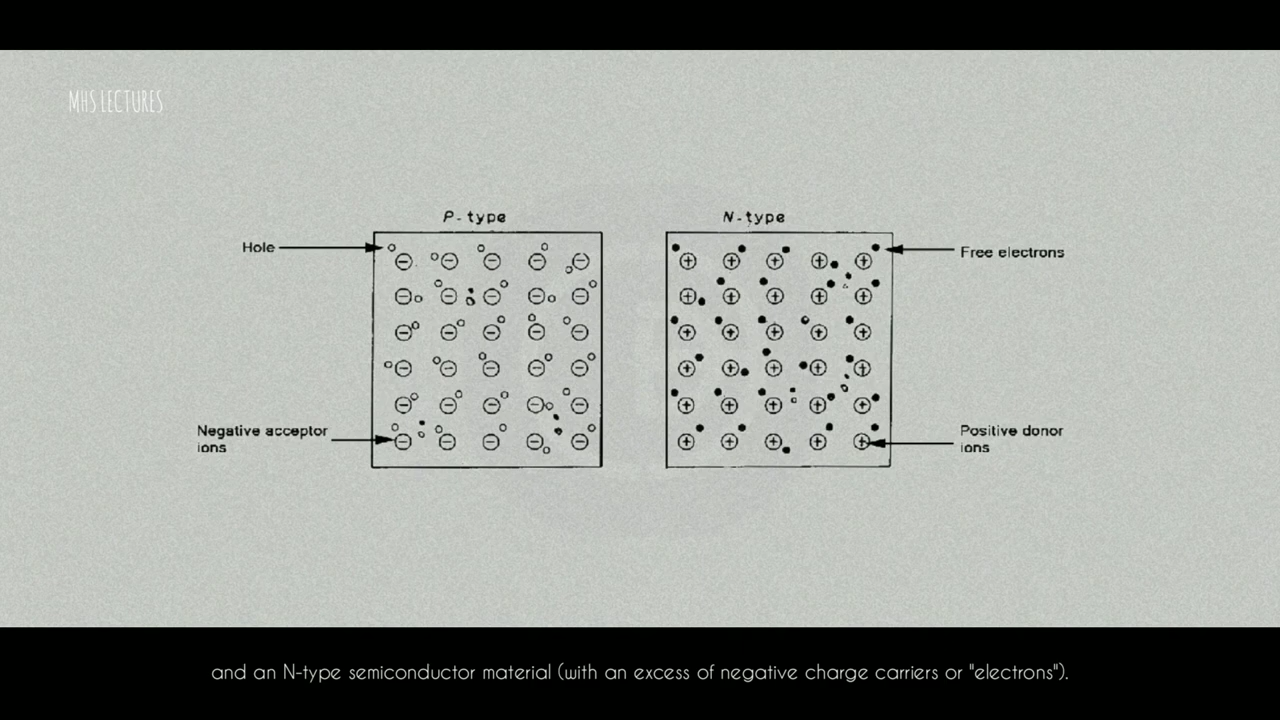 MHS LECTURES
P-type
N-type
Hole
Free electrons
Negative acceptor
ions
Positive donor
ions
and an N-type semiconductor material (with an excess of negative charge carriers or "electrons").